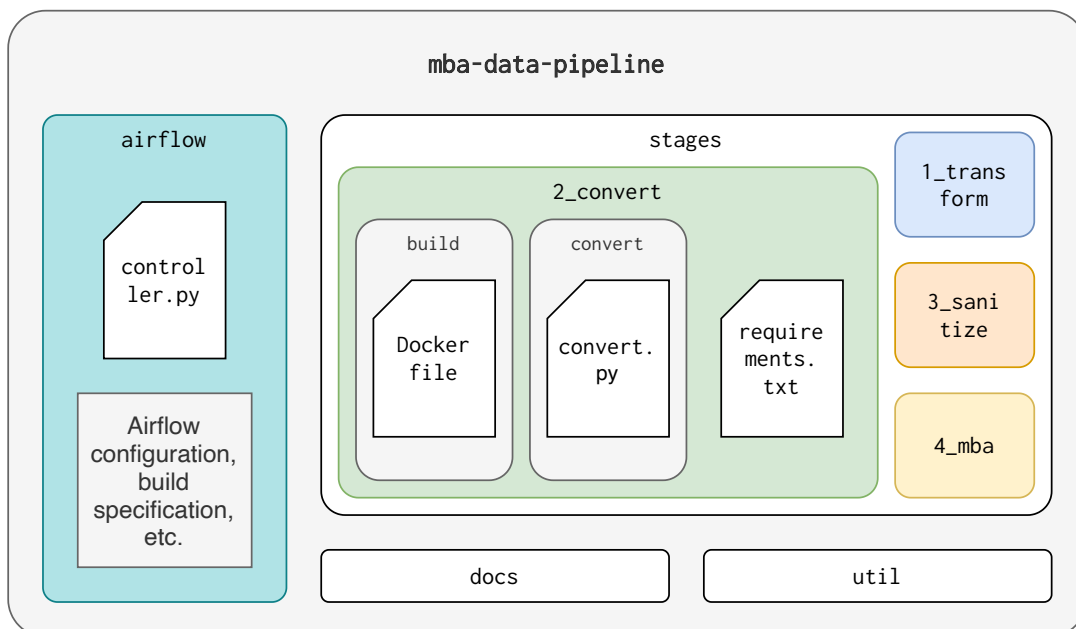 mba-data-pipeline
airflow
control
ler.py
Airflow
configuration,
build
specification,
etc.
stages
2_convert
build
Docker
file
convert
convert.
py
require
ments.
txt
1_trans
form
3_sani
tize
4_mba
docs
util